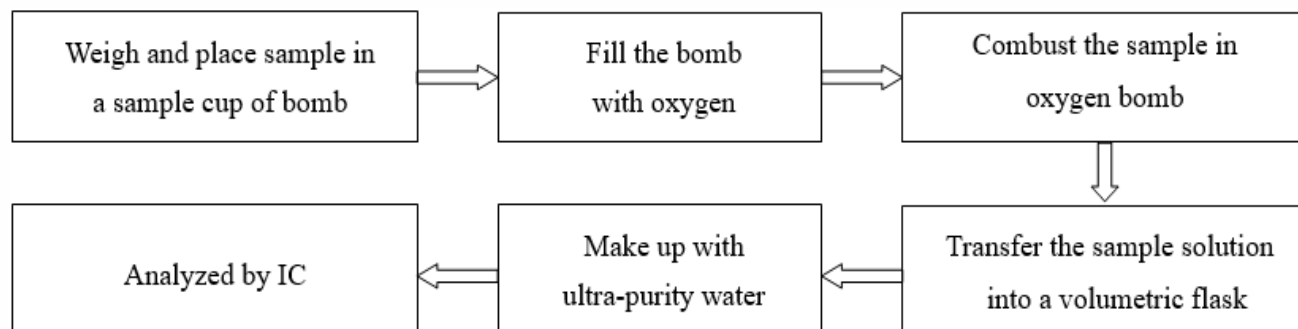 Weigh and place sample in
a sample cup of bomb
Fill the bomb
with oxygen
Combust the sample in
oxygen bomb
Transfer the sample solution
into a volumetric flask
Make up with
ultra-purity water
Analyzed by IC